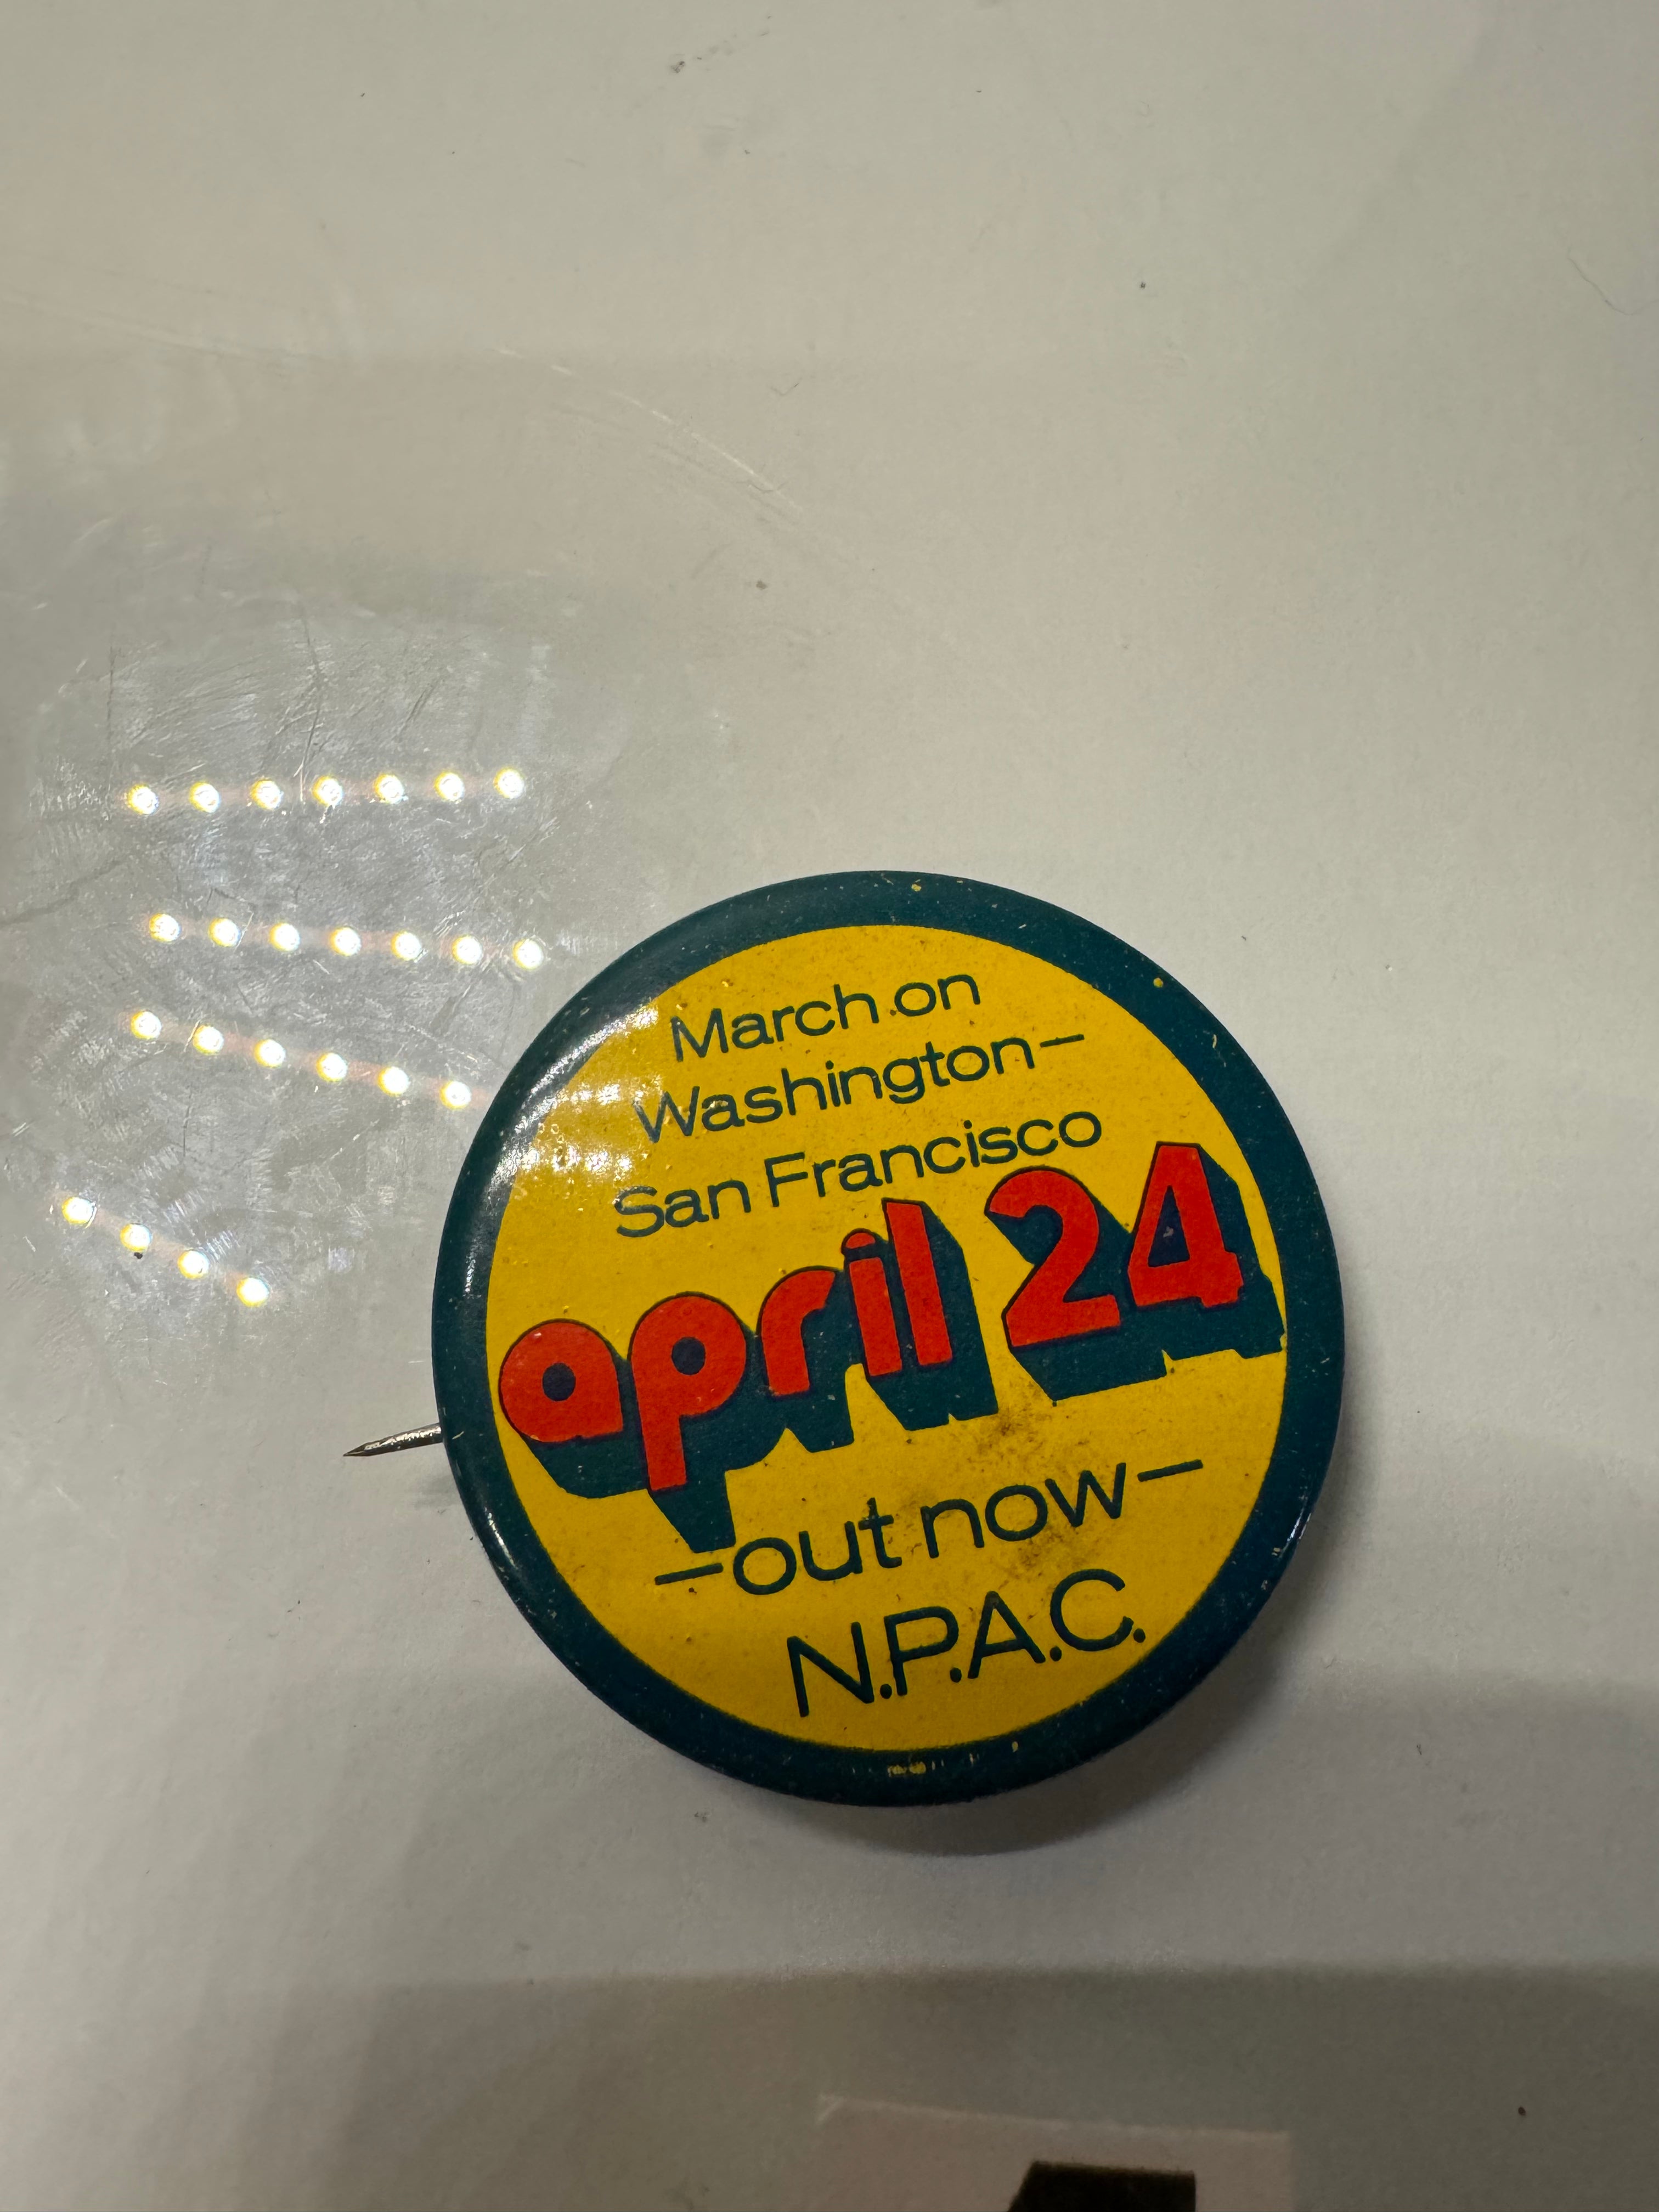 March on
Washington—
San Francisco
april 24
—out now—
N.P.A.C.